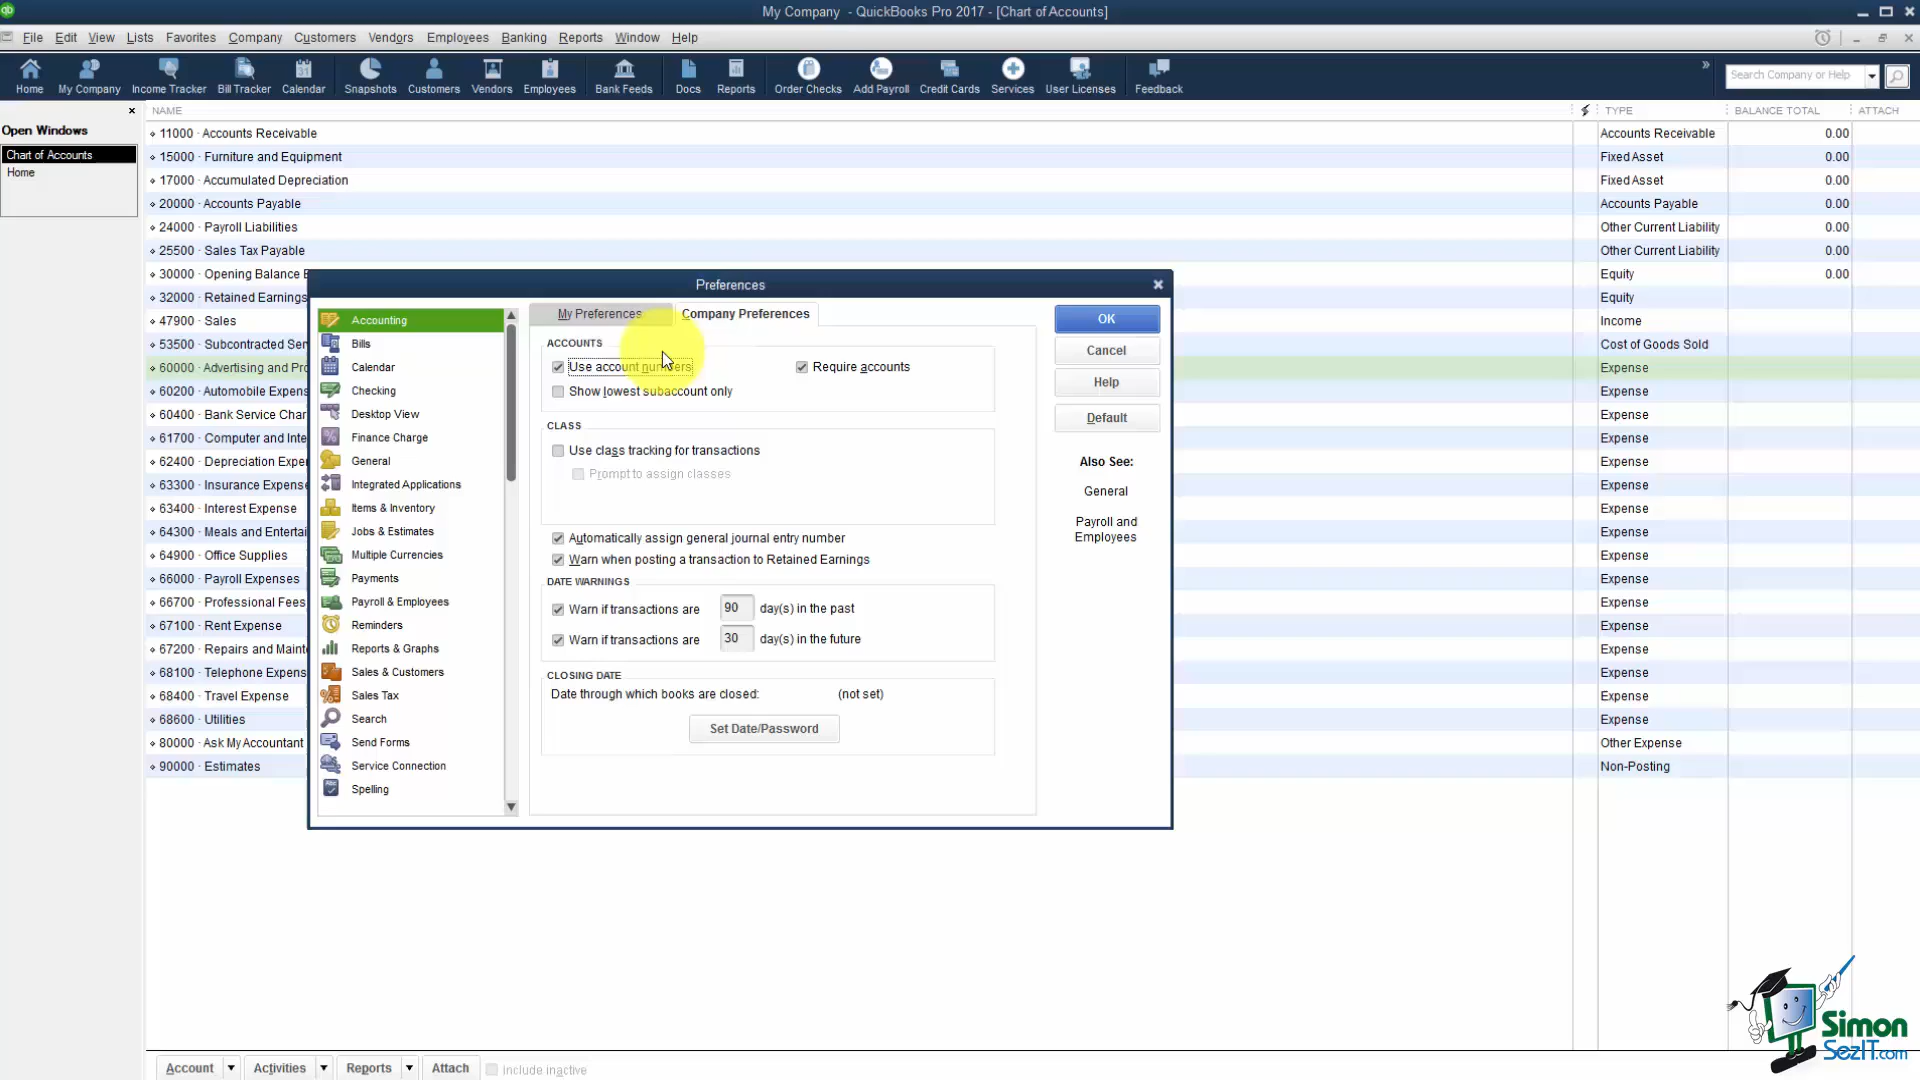 My Company - QuickBooks Pro 2017 - [Chart of Accounts]
File Edit View Lists Favorites Company Customers Vendors Employees Banking Reports Window Help
Home My Company Income Tracker Bill Tracker Calendar Snapshots Customers Vendors Employees Bank Feeds Docs Reports Order Checks Add Payroll Credit Cards Services User Licenses Feedback
Search Company or Help
Open Windows
Chart of Accounts
Home
NAME TYPE BALANCE TOTAL ATTACH
11000 · Accounts Receivable Accounts Receivable 0.00
15000 · Furniture and Equipment Fixed Asset 0.00
17000 · Accumulated Depreciation Fixed Asset 0.00
20000 · Accounts Payable Accounts Payable 0.00
24000 · Payroll Liabilities Other Current Liability 0.00
25500 · Sales Tax Payable Other Current Liability 0.00
30000 · Opening Balance E Equity 0.00
32000 · Retained Earnings Equity
47900 · Sales Income
53500 · Subcontracted Ser Cost of Goods Sold
60000 · Advertising and Pro Expense
60200 · Automobile Expens Expense
60400 · Bank Service Char Expense
61700 · Computer and Inte Expense
62400 · Depreciation Expe Expense
63300 · Insurance Expense Expense
63400 · Interest Expense Expense
64300 · Meals and Entertai Expense
64900 · Office Supplies Expense
66000 · Payroll Expenses Expense
66700 · Professional Fees Expense
67100 · Rent Expense Expense
67200 · Repairs and Maint Expense
68100 · Telephone Expens Expense
68400 · Travel Expense Expense
68600 · Utilities Expense
80000 · Ask My Accountant Other Expense
90000 · Estimates Non-Posting
Preferences
Accounting
Bills
Calendar
Checking
Desktop View
Finance Charge
General
Integrated Applications
Items & Inventory
Jobs & Estimates
Multiple Currencies
Payments
Payroll & Employees
Reminders
Reports & Graphs
Sales & Customers
Sales Tax
Search
Send Forms
Service Connection
Spelling
My Preferences Company Preferences
ACCOUNTS
Use account numbers Require accounts
Show lowest subaccount only
CLASS
Use class tracking for transactions
Prompt to assign classes
Automatically assign general journal entry number
Warn when posting a transaction to Retained Earnings
DATE WARNINGS
Warn if transactions are 90 day(s) in the past
Warn if transactions are 30 day(s) in the future
CLOSING DATE
Date through which books are closed: (not set)
Set Date/Password
OK
Cancel
Help
Default
Also See:
General
Payroll and
Employees
Account Activities Reports Attach Include inactive
Simon
SezIT.com